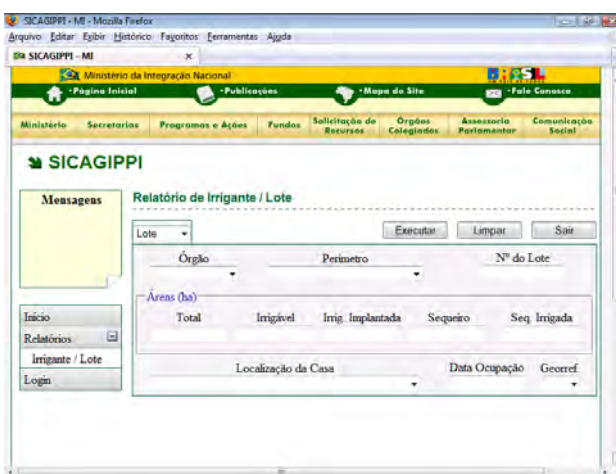 SICAGIPPI - MI - Mozilla Firefox
Arquivo Editar Exibir Histórico Favoritos Ferramentas Ajuda
SICAGIPPI - MI x
Ministério da Integração Nacional BRASIL
Página Inicial Publicações Mapa do Site Fale Conosco
Ministério Secretarias Programas e Ações Fundos Solicitação de Recursos Órgãos Colegiados Assessoria Parlamentar Comunicação Social
SICAGIPPI
Mensagens
Relatório de Irrigante / Lote
Lote Executar Limpar Sair
Órgão Perímetro Nº do Lote
Áreas (ha)
Total Irrigável Irrig. Implantada Sequeiro Seq. Irrigada
Localização da Casa Data Ocupação Georref
Início
Relatórios
Irrigante / Lote
Login